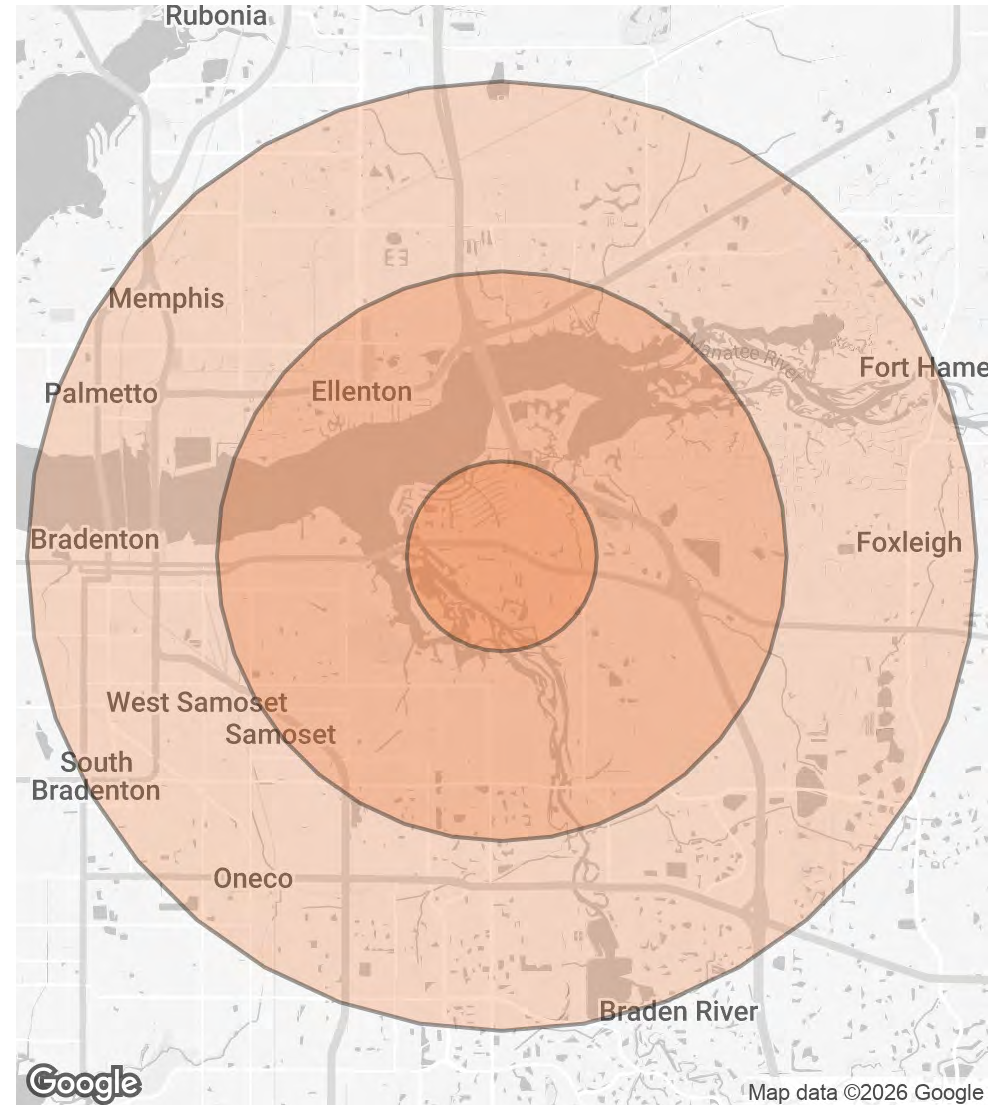 Rubonia
Memphis
Manatee River
Fort Hame
Palmetto
Ellenton
Bradenton
Foxleigh
West Samoset
Samoset
South
Bradenton
Oneco
Braden River
Google
Map data ©2026 Google